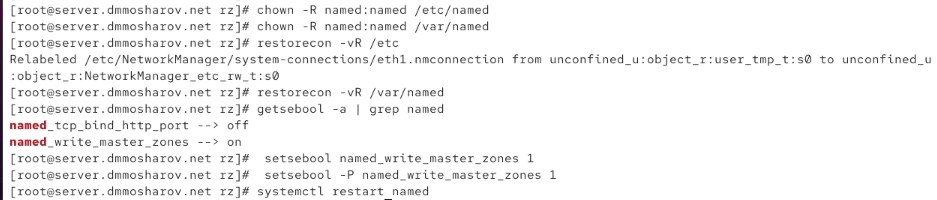 [root@server.dmmosharov.net rz]# chown -R named:named /etc/named
[root@server.dmmosharov.net rz]# chown -R named:named /var/named
[root@server.dmmosharov.net rz]# restorecon -vR /etc
Relabeled /etc/NetworkManager/system-connections/eth1.nmconnection from unconfined_u:object_r:user_tmp_t:s0 to unconfined_u
:object_r:NetworkManager_etc_rw_t:s0
[root@server.dmmosharov.net rz]# restorecon -vR /var/named
[root@server.dmmosharov.net rz]# getsebool -a | grep named
named_tcp_bind_http_port --> off
named_write_master_zones --> on
[root@server.dmmosharov.net rz]#  setsebool named_write_master_zones 1
[root@server.dmmosharov.net rz]#  setsebool -P named_write_master_zones 1
[root@server.dmmosharov.net rz]# systemctl restart named